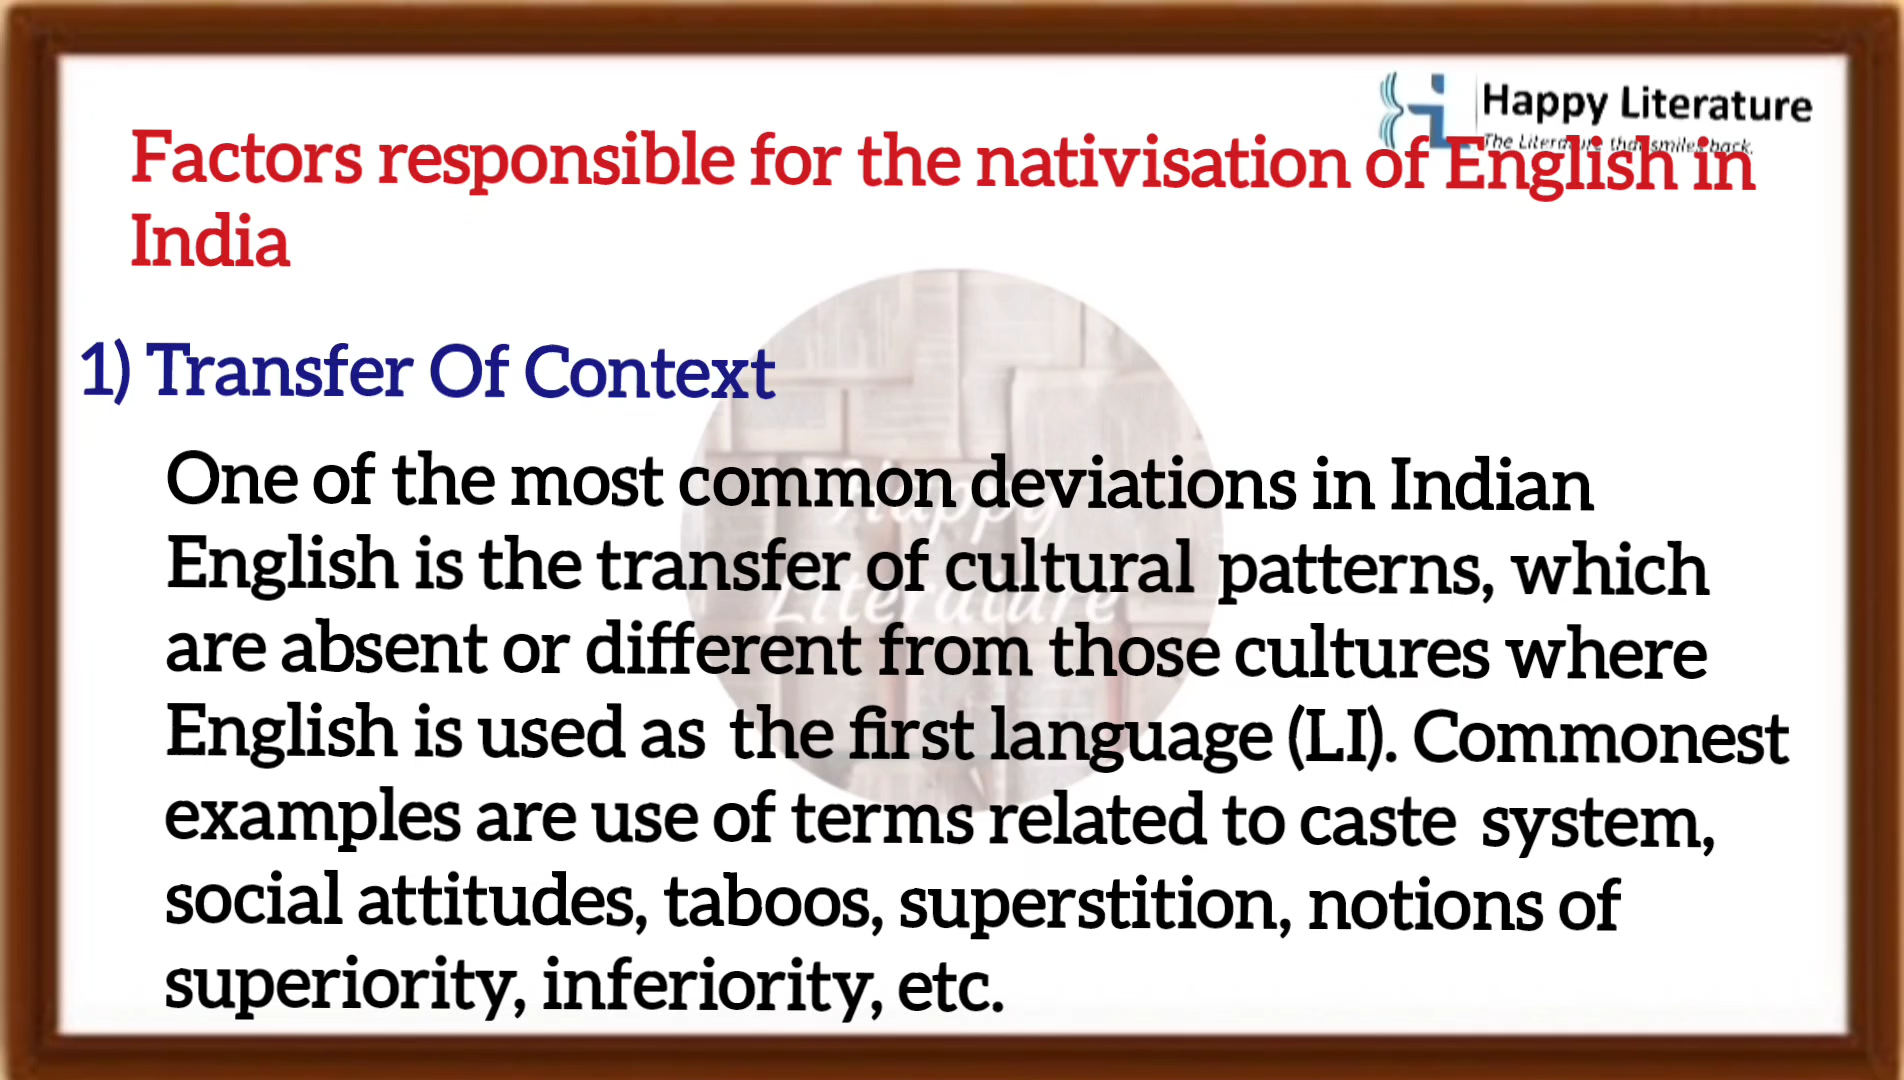 Happy Literature
The Literature that smiles back.
Factors responsible for the nativisation of English in
India
1) Transfer Of Context
One of the most common deviations in Indian
English is the transfer of cultural patterns, which
are absent or different from those cultures where
English is used as the first language (LI). Commonest
examples are use of terms related to caste system,
social attitudes, taboos, superstition, notions of
superiority, inferiority, etc.
Happy
Literature